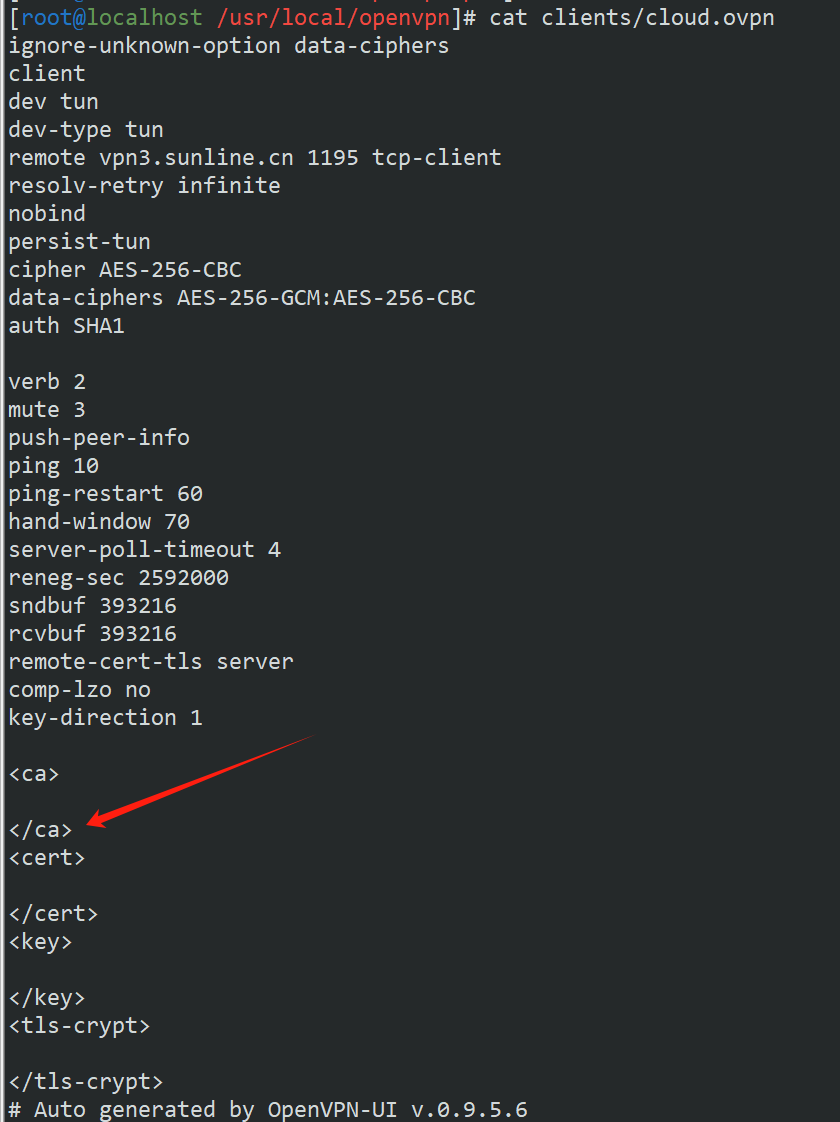 [root@localhost /usr/local/openvpn]# cat clients/cloud.ovpn
ignore-unknown-option data-ciphers
client
dev tun
dev-type tun
remote vpn3.sunline.cn 1195 tcp-client
resolv-retry infinite
nobind
persist-tun
cipher AES-256-CBC
data-ciphers AES-256-GCM:AES-256-CBC
auth SHA1
verb 2
mute 3
push-peer-info
ping 10
ping-restart 60
hand-window 70
server-poll-timeout 4
reneg-sec 2592000
sndbuf 393216
rcvbuf 393216
remote-cert-tls server
comp-lzo no
key-direction 1
<ca>
</ca>
<cert>
</cert>
<key>
</key>
<tls-crypt>
</tls-crypt>
# Auto generated by OpenVPN-UI v.0.9.5.6